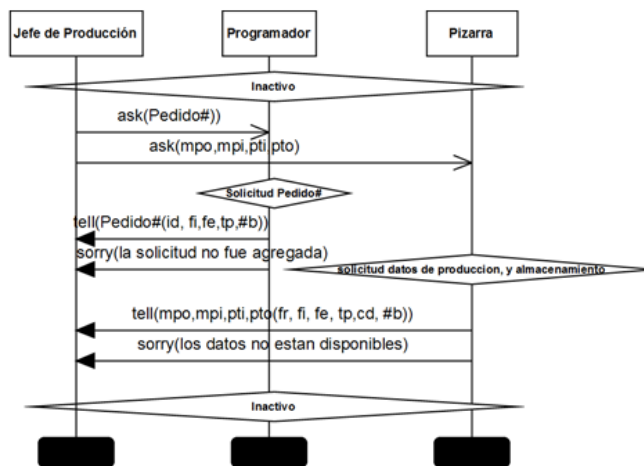 Jefe de Producción
Programador
Pizarra
Inactivo
ask(Pedido#))
ask(mpo,mpi,pti,pto)
Solicitud Pedido#
tell(Pedido#(id, fi,fe,tp,#b))
sorry(la solicitud no fue agregada)
solicitud datos de produccion, y almacenamiento
tell(mpo,mpi,pti,pto(fr, fi, fe, tp,cd, #b))
sorry(los datos no estan disponibles)
Inactivo